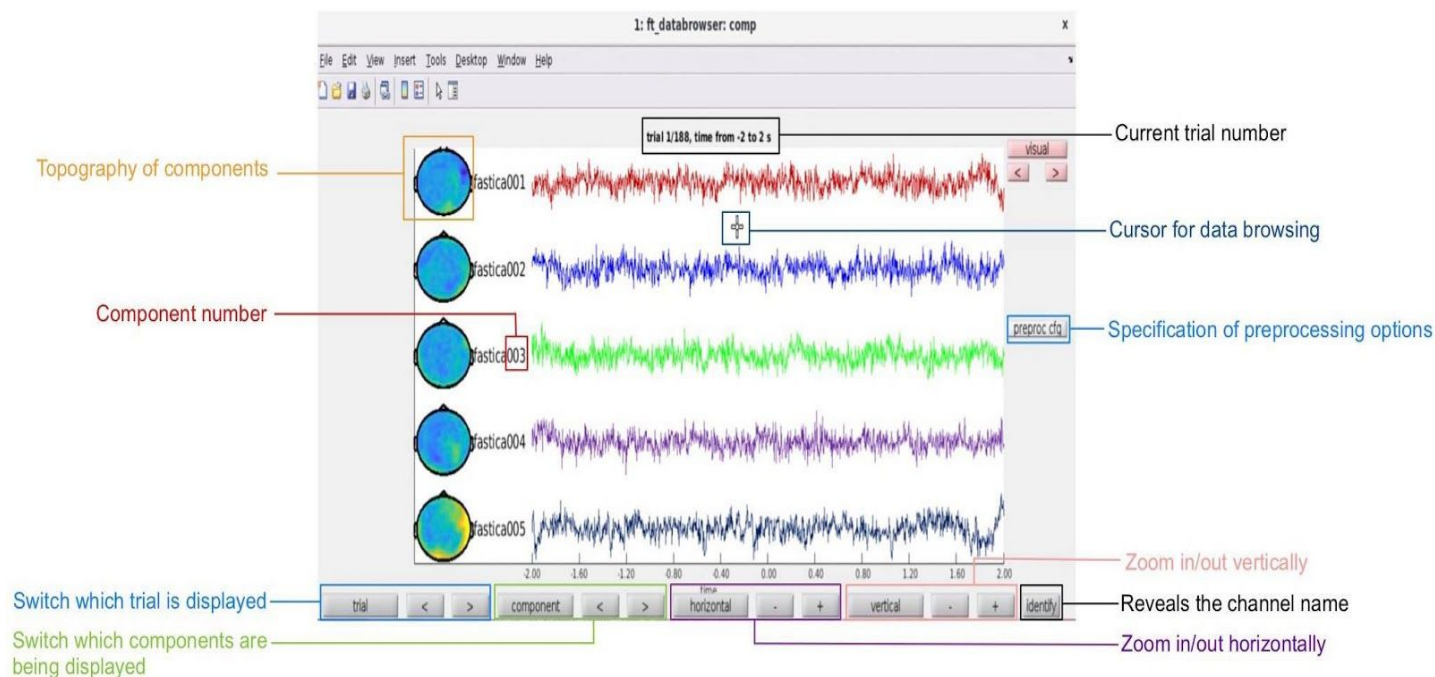 1: ft_databrowser: comp
x
File Edit View Insert Tools Desktop Window Help
trial 1/188, time from -2 to 2 s
Current trial number
visual
< >
Topography of components
fastica001
Cursor for data browsing
fastica002
Component number
preproc cfg
Specification of preprocessing options
fastica003
fastica004
fastica005
-2.00 -1.60 -1.20 -0.80 -0.40 0.00 0.40 0.80 1.20 1.60 2.00
time
Zoom in/out vertically
Switch which trial is displayed
trial < >
component < >
horizontal - +
vertical - +
identify
Reveals the channel name
Switch which components are
being displayed
Zoom in/out horizontally